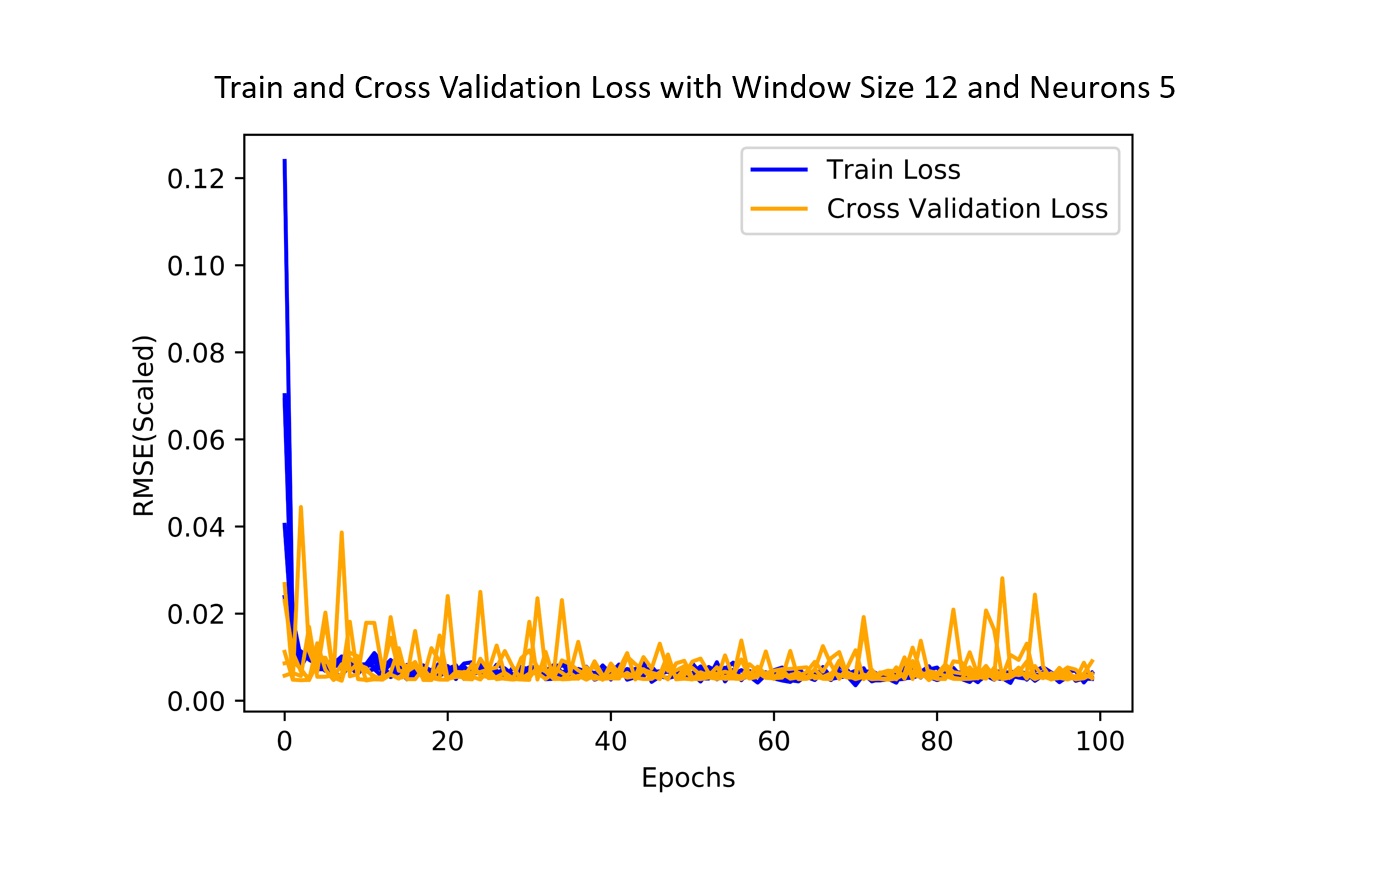 Train and Cross Validation Loss with Window Size 12 and Neurons 5
Train Loss
Cross Validation Loss
RMSE(Scaled)
0.12
0.10
0.08
0.06
0.04
0.02
0.00
0 20 40 60 80 100
Epochs